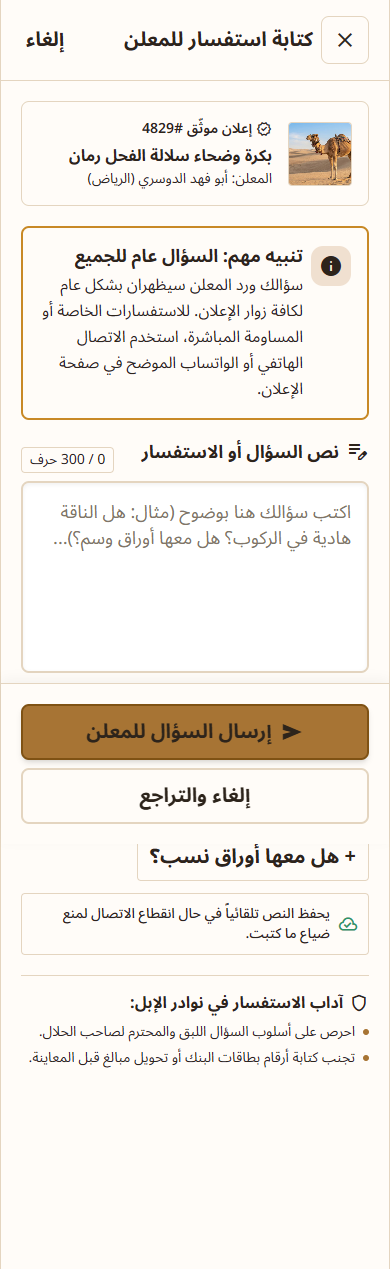 كتابة استفسار للمعلن
إلغاء
إعلان موثّق #4829
بكرة وضحاء سلالة الفحل رمان
المعلن: أبو فهد الدوسري (الرياض)
تنبيه مهم: السؤال عام للجميع
سؤالك ورد المعلن سيظهران بشكل عام
لكافة زوار الإعلان. للاستفسارات الخاصة أو
المساومة المباشرة، استخدم الاتصال
الهاتفي أو الواتساب الموضح في صفحة
الإعلان.
نص السؤال أو الاستفسار
0 / 300 حرف
اكتب سؤالك هنا بوضوح (مثال: هل الناقة
هادية في الركوب؟ هل معها أوراق وسم؟)...
إرسال السؤال للمعلن
إلغاء والتراجع
+ هل معها أوراق نسب؟
يحفظ النص تلقائياً في حال انقطاع الاتصال لمنع
ضياع ما كتبت.
آداب الاستفسار في نوادر الإبل:
احرص على أسلوب السؤال اللبق والمحترم لصاحب الحلال.
تجنب كتابة أرقام بطاقات البنك أو تحويل مبالغ قبل المعاينة.